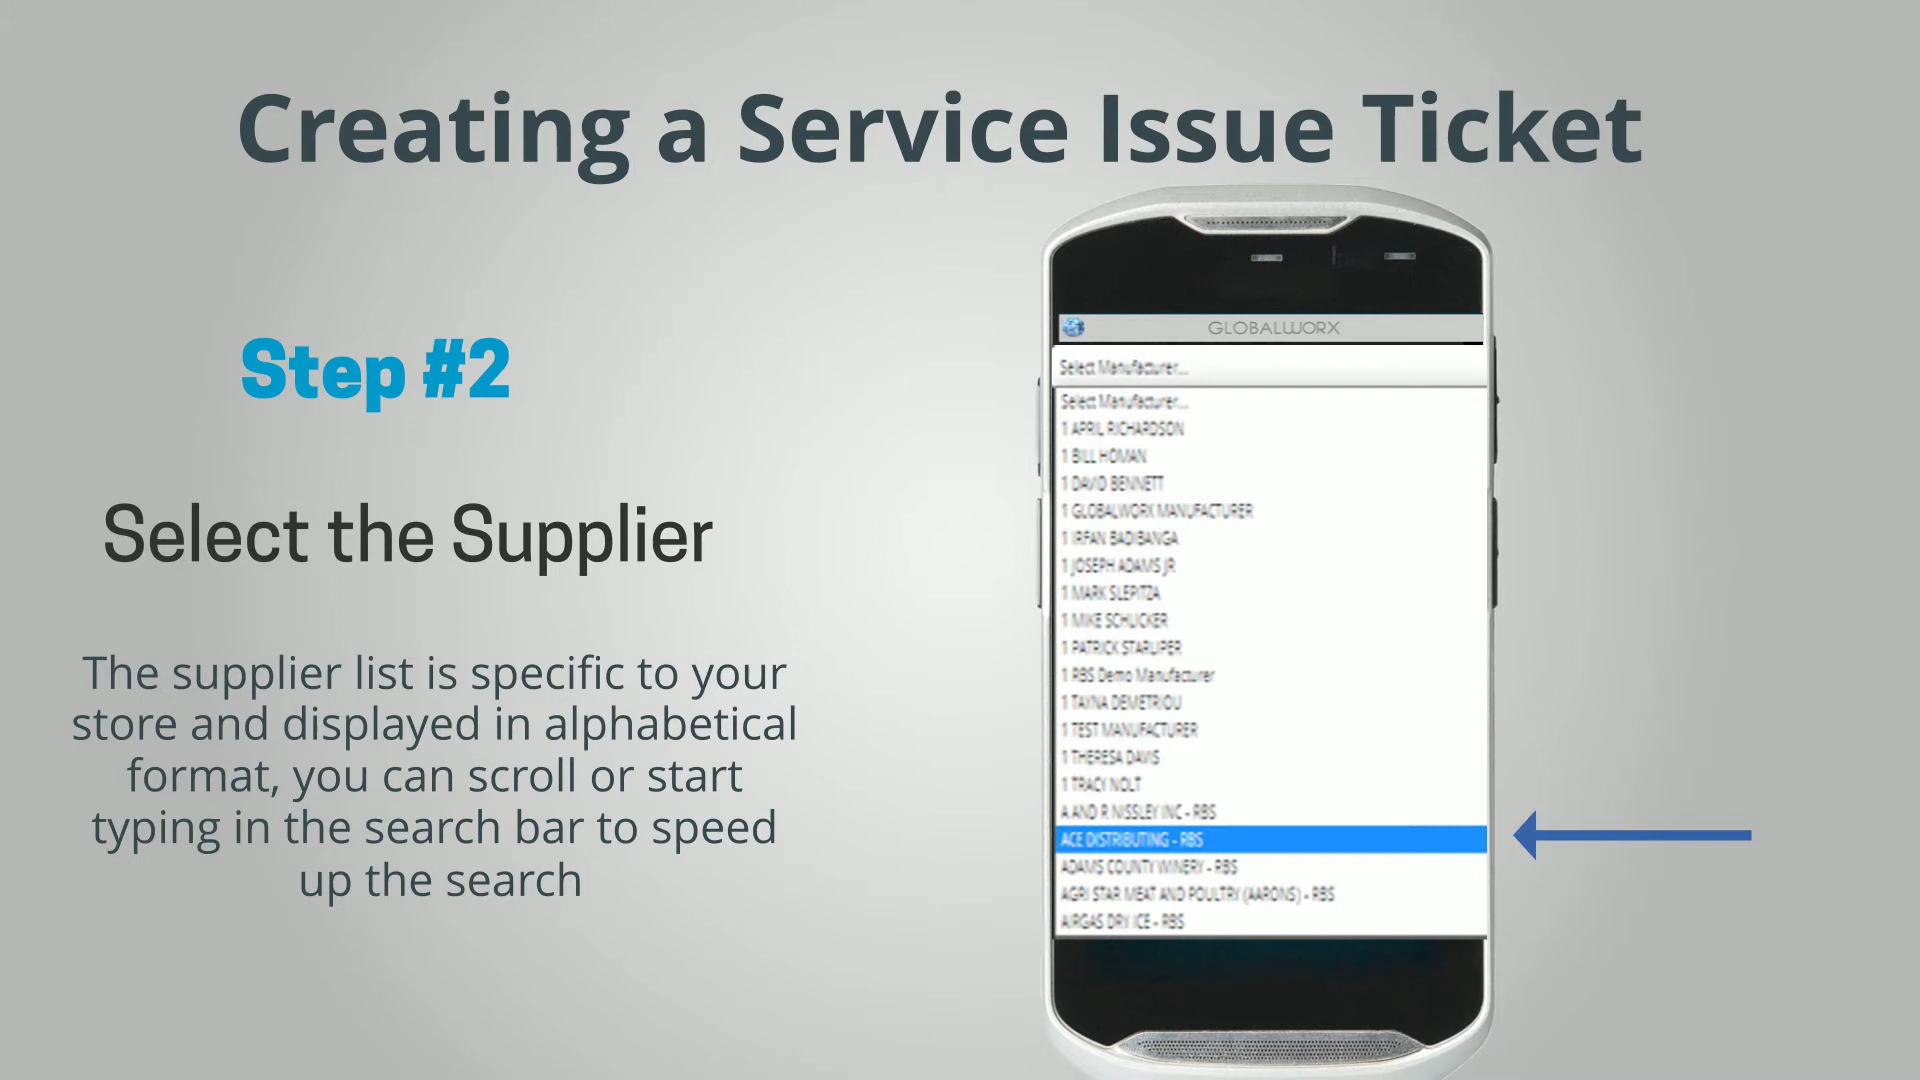 Creating a Service Issue Ticket
Step #2
Select the Supplier
The supplier list is specific to your
store and displayed in alphabetical
format, you can scroll or start
typing in the search bar to speed
up the search
GLOBALWORX
Select Manufacturer...
Select Manufacturer...
1 APRIL RICHARDSON
1 BILL HOMAN
1 DAVID BENNETT
1 GLOBALWORX MANUFACTURER
1 IRFAN BADIBANGA
1 JOSEPH ADAMS JR
1 MARK SLEPITZA
1 MIKE SCHUCKER
1 PATRICK STARLIPER
1 RBS Demo Manufacturer
1 TAYNA DEMETRIOU
1 TEST MANUFACTURER
1 THERESA DAVIS
1 TRACY NOLT
A AND R NISSLEY INC - RBS
ACE DISTRIBUTING - RBS
ADAMS COUNTY WINERY - RBS
AGRI STAR MEAT AND POULTRY (AARONS) - RBS
AIRGAS DRY ICE - RBS